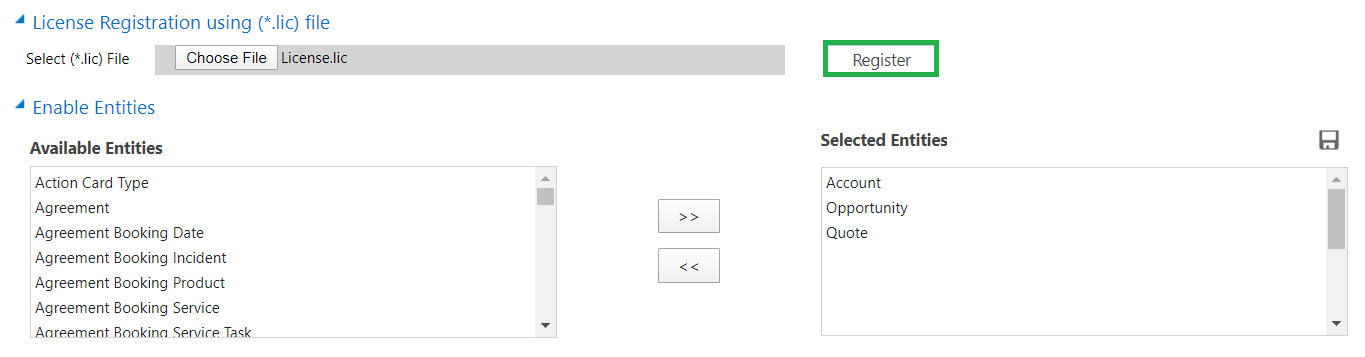 License Registration using (*.lic) file
Select (*.lic) File
Choose File License.lic
Register
Enable Entities
Available Entities
Action Card Type
Agreement
Agreement Booking Date
Agreement Booking Incident
Agreement Booking Product
Agreement Booking Service
Agreement Booking Service Task
>>
<<
Selected Entities
Account
Opportunity
Quote